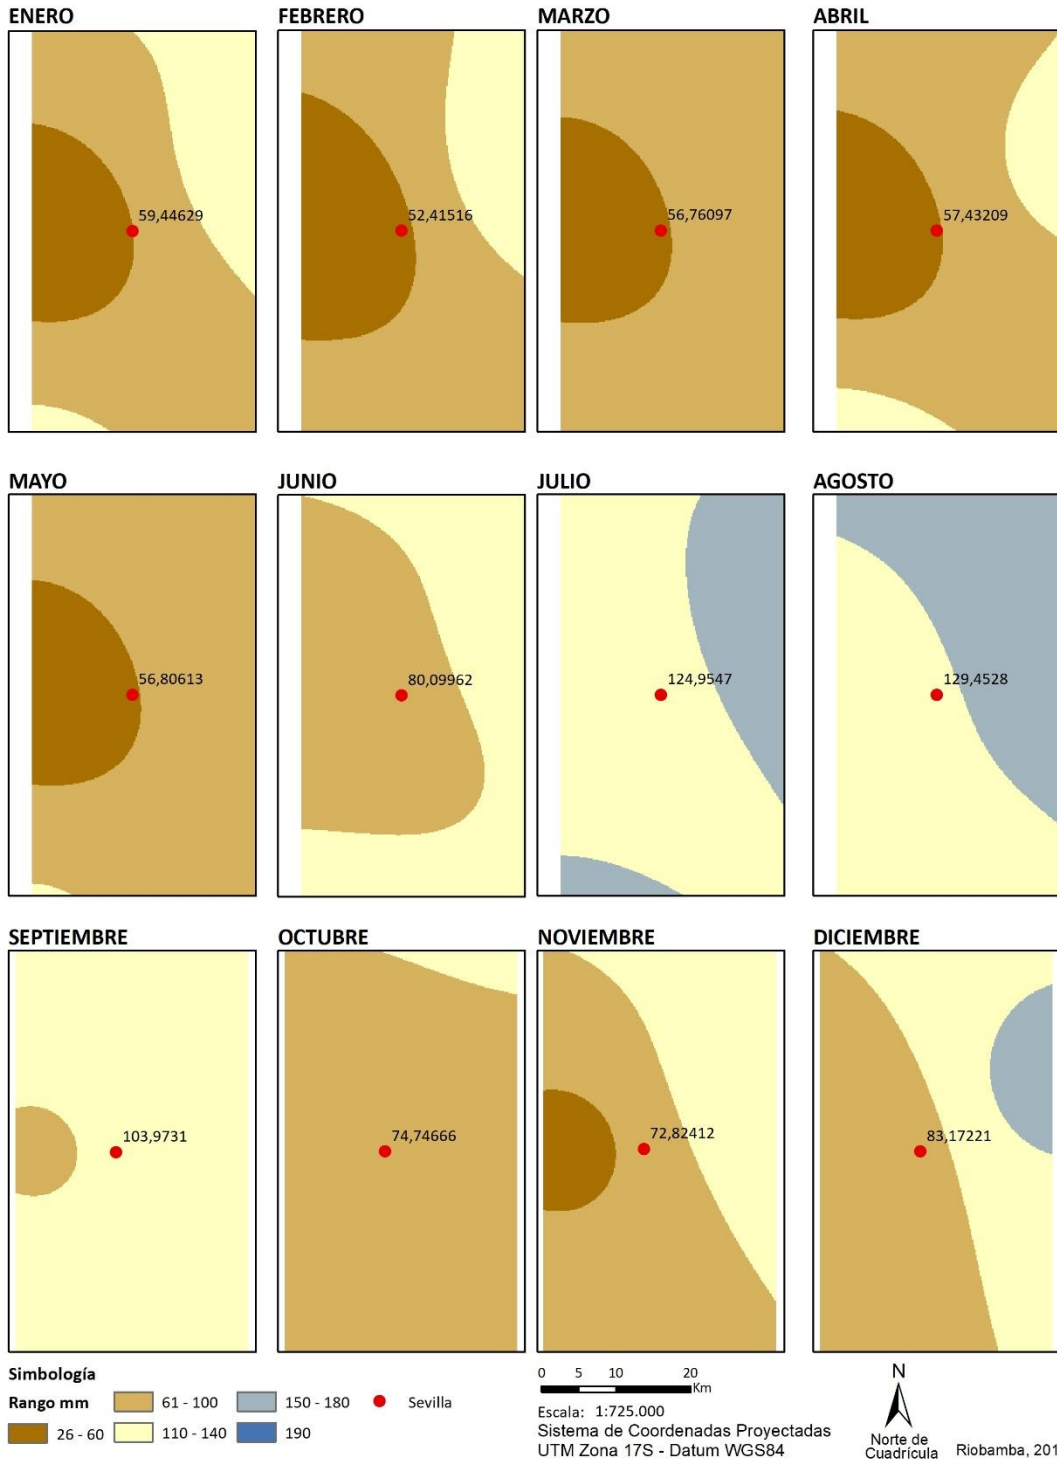 ENERO
FEBRERO
MARZO
ABRIL
59,44629
52,41516
56,76097
57,43209
MAYO
JUNIO
JULIO
AGOSTO
56,80613
80,09962
124,9547
129,4528
SEPTIEMBRE
OCTUBRE
NOVIEMBRE
DICIEMBRE
103,9731
74,74666
72,82412
83,17221
Simbología
Rango mm
26 - 60
61 - 100
110 - 140
150 - 180
190
Sevilla
0 5 10 20
Km
Escala: 1:725.000
Sistema de Coordenadas Proyectadas
UTM Zona 17S - Datum WGS84
N
Norte de
Cuadrícula
Riobamba, 201